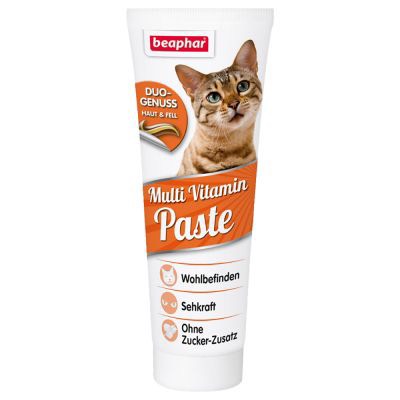 beaphar
DUO-
GENUSS
HAUT & FELL
Multi Vitamin
Paste
Wohlbefinden
Sehkraft
Ohne
Zucker-Zusatz